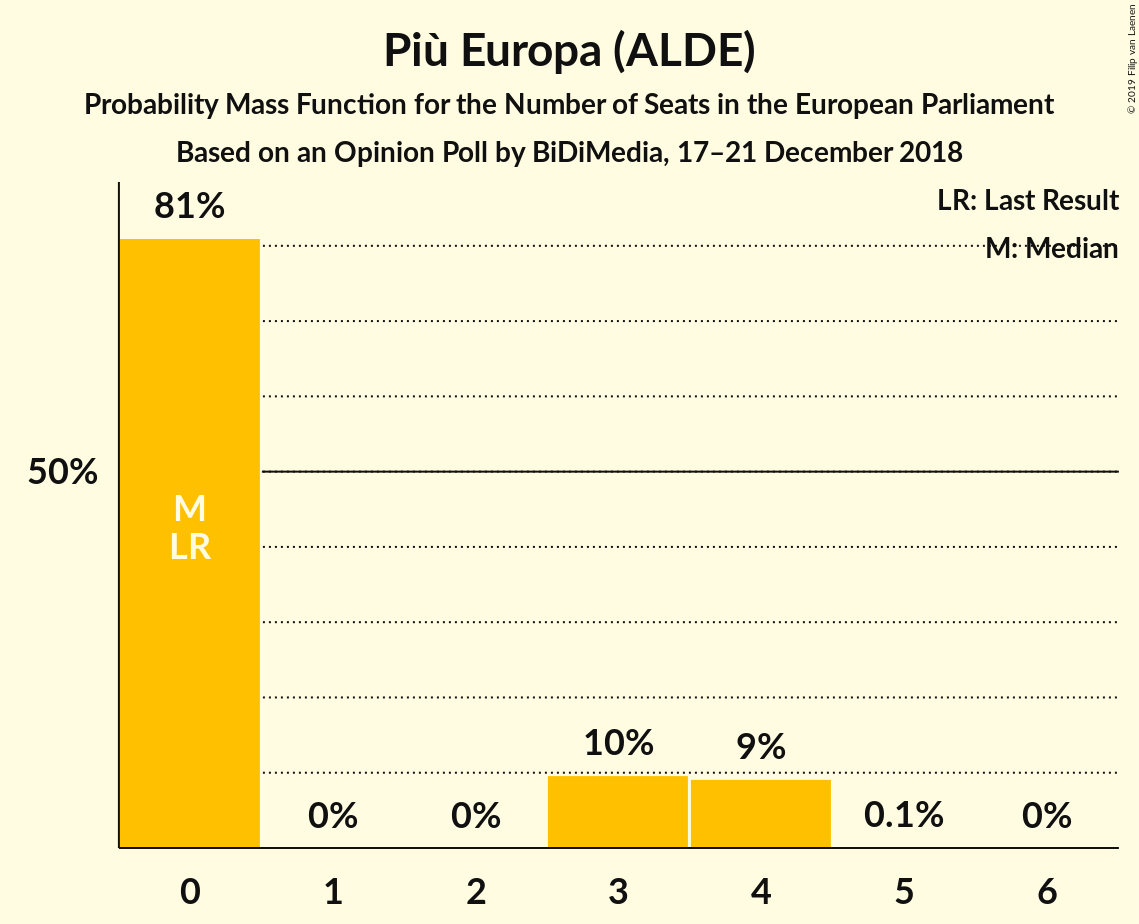 Più Europa (ALDE)
Probability Mass Function for the Number of Seats in the European Parliament
Based on an Opinion Poll by BiDiMedia, 17–21 December 2018
© 2019 Filip van Laenen
LR: Last Result
M: Median
81%
50%
M
LR
10%
9%
0%
0%
0.1%
0%
0
1
2
3
4
5
6